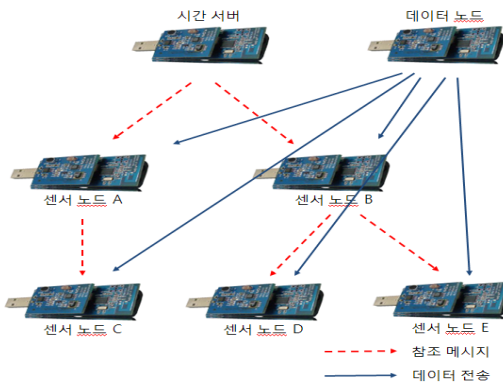 시간 서버
데이터 노드
센서 노드 A
센서 노드 B
센서 노드 C
센서 노드 D
센서 노드 E
참조 메시지
데이터 전송